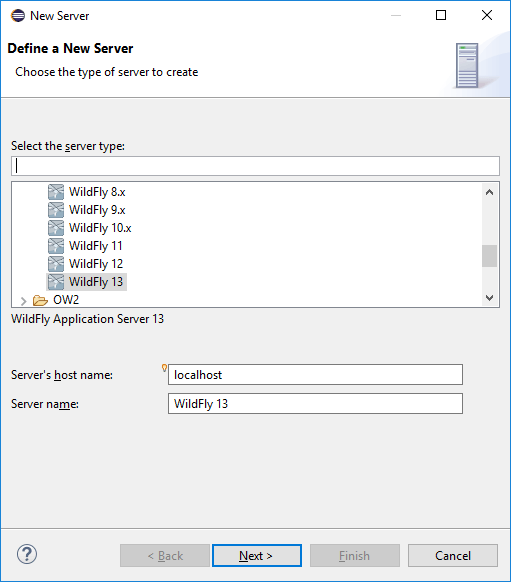 New Server
Define a New Server
Choose the type of server to create
Select the server type:
WildFly 8.x
WildFly 9.x
WildFly 10.x
WildFly 11
WildFly 12
WildFly 13
OW2
WildFly Application Server 13
Server's host name: localhost
Server name: WildFly 13
? < Back Next > Finish Cancel